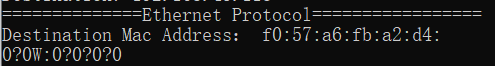 ==============Ethernet Protocol=================
Destination Mac Address:  f0:57:a6:fb:a2:d4:
0?0W:0?0?0?0